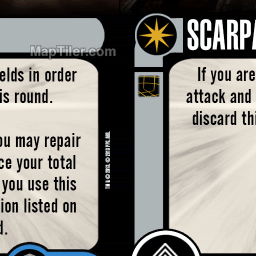 MapTiler.com
elds in order
is round.
ou may repair
ce your total
you use this
ion listed on
d.
SCARPA
If you are
attack and
discard thi